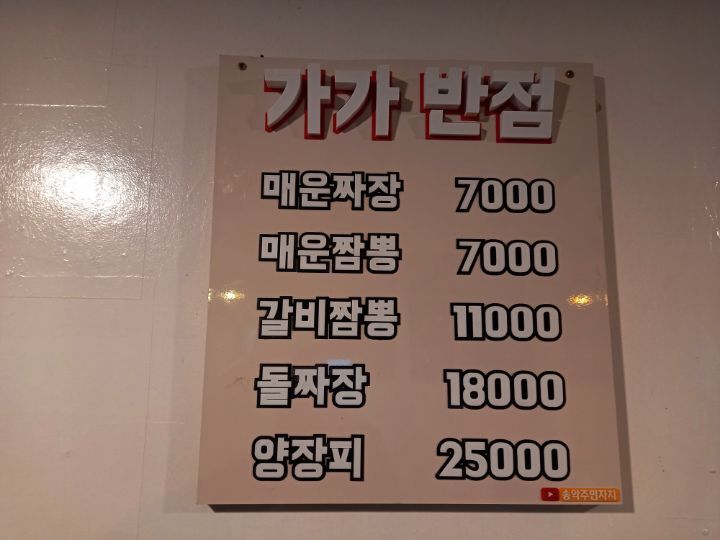 가가 반점
매운짜장 7000
매운짬뽕 7000
갈비짬뽕 11000
돌짜장 18000
양장피 25000
송악주민자치